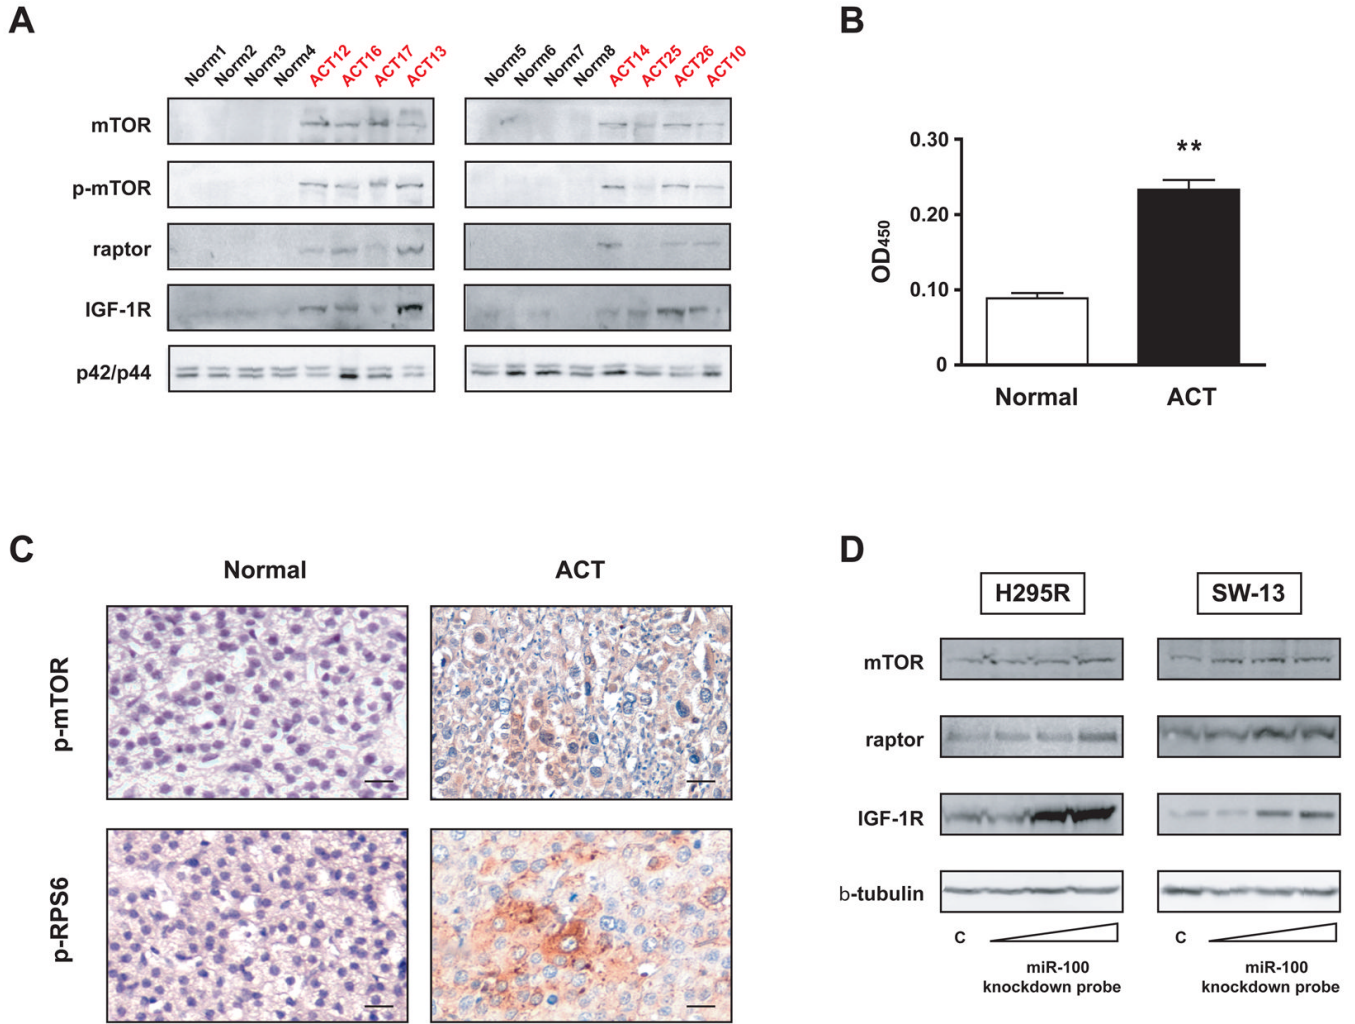 A
Norm1 Norm2 Norm3 Norm4 ACT12 ACT16 ACT17 ACT13
Norm5 Norm6 Norm7 Norm8 ACT14 ACT25 ACT26 ACT10
mTOR
p-mTOR
raptor
IGF-1R
p42/p44
B
0.30
0.20
0.10
0
OD450
**
Normal ACT
C
Normal ACT
p-mTOR
p-RPS6
D
H295R SW-13
mTOR
raptor
IGF-1R
b-tubulin
C C
miR-100 miR-100
knockdown probe knockdown probe